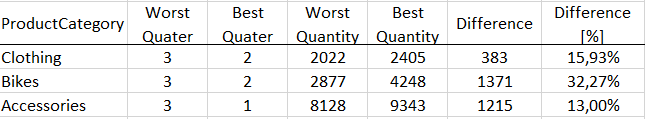 ProductCategory Worst Quater Best Quater Worst Quantity Best Quantity Difference Difference [%]
Clothing 3 2 2022 2405 383 15,93%
Bikes 3 2 2877 4248 1371 32,27%
Accessories 3 1 8128 9343 1215 13,00%